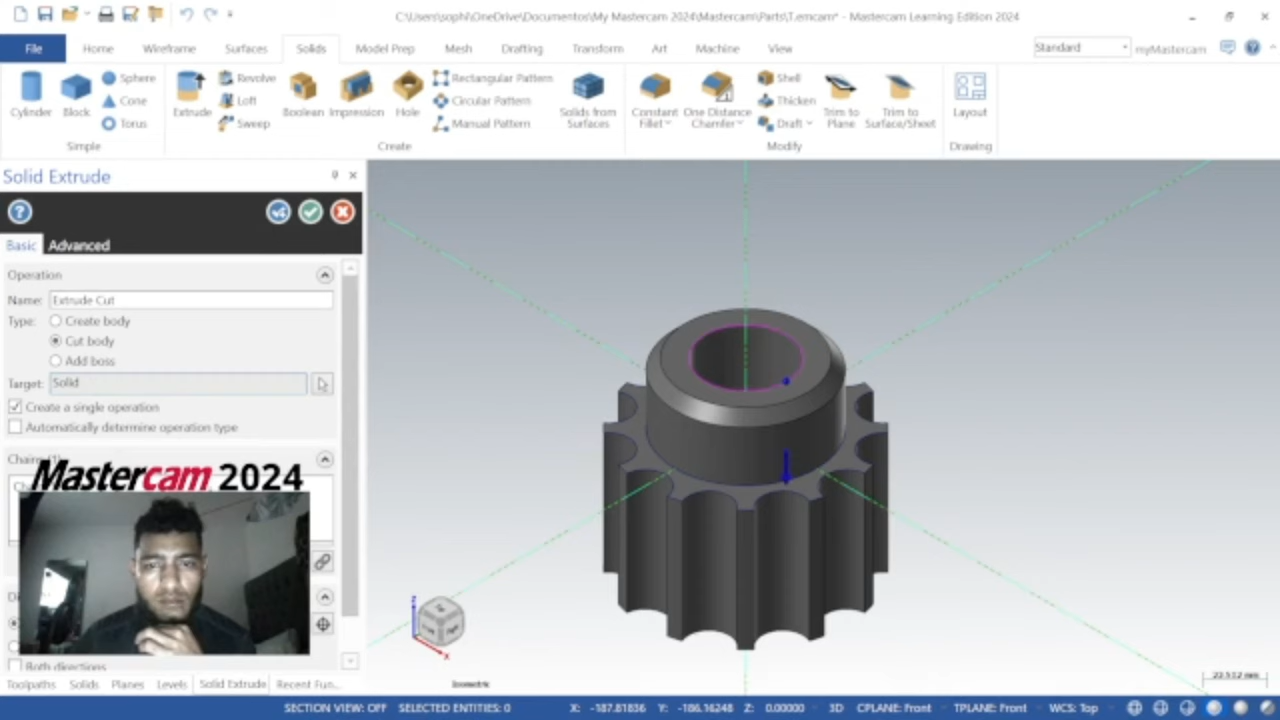 C:\Users\sophi\OneDrive\Documentos\My Mastercam 2024\Mastercam\Parts\T.emcam* - Mastercam Learning Edition 2024
File Home Wireframe Surfaces Solids Model Prep Mesh Drafting Transform Art Machine View Standard myMastercam
Cylinder Block Sphere Cone Torus
Simple
Extrude Revolve Loft Sweep Boolean Impression Hole Rectangular Pattern Circular Pattern Manual Pattern Solids from Surfaces
Create
Constant Fillet One Distance Chamfer Shell Thicken Draft Trim to Plane Trim to Surface/Sheet
Modify
Layout
Drawing
Solid Extrude
Basic Advanced
Operation
Name: Extrude Cut
Type: Create body
Cut body
Add boss
Target: Solid
Create a single operation
Automatically determine operation type
Mastercam 2024
Both directions
Toolpaths Solids Planes Levels Solid Extrude Recent Fun...
Isometric
X
SECTION VIEW: OFF SELECTED ENTITIES: 0 X: -187.81836 Y: -186.16248 Z: 0.00000 3D CPLANE: Front TPLANE: Front WCS: Top